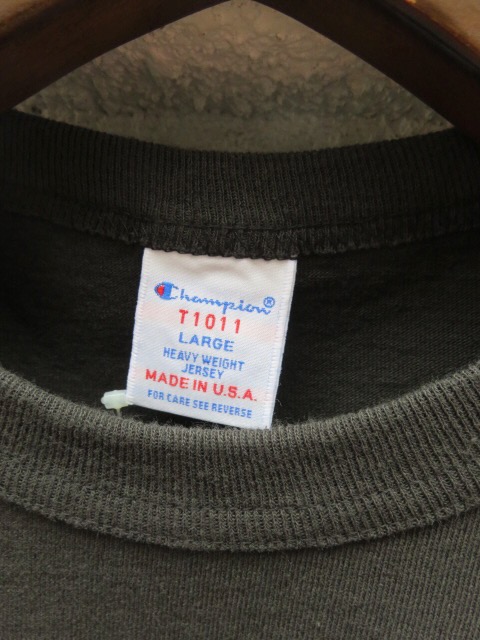 Champion®
T1011
LARGE
HEAVY WEIGHT
JERSEY
MADE IN U.S.A.
FOR CARE SEE REVERSE